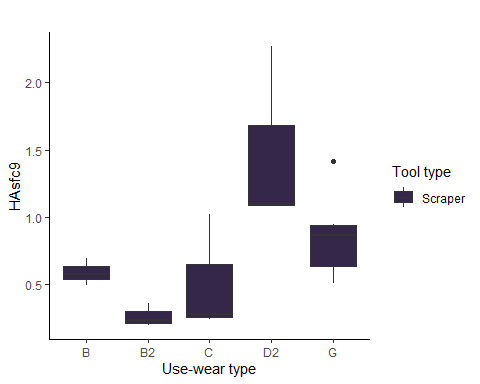 2.0
1.5
1.0
0.5
HAsfc9
B B2 C D2 G
Use-wear type
Tool type
Scraper